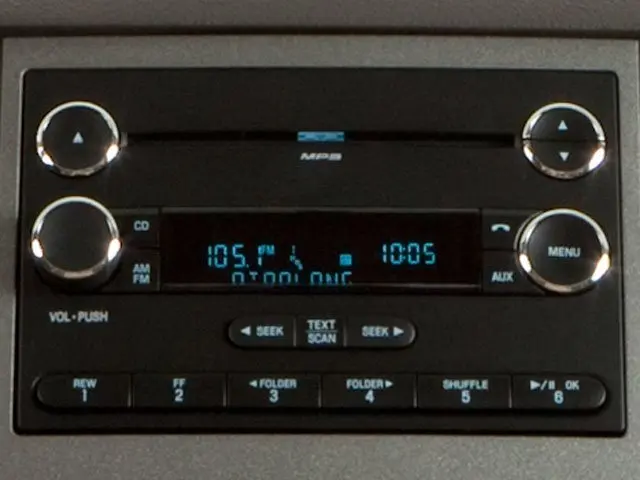 MP3
CD
AM
FM
105.1 FM 10:05
AUX
MENU
VOL•PUSH
◄ SEEK
TEXT
SCAN
SEEK ►
REW
1
FF
2
◄FOLDER
3
FOLDER►
4
SHUFFLE
5
►/II OK
6